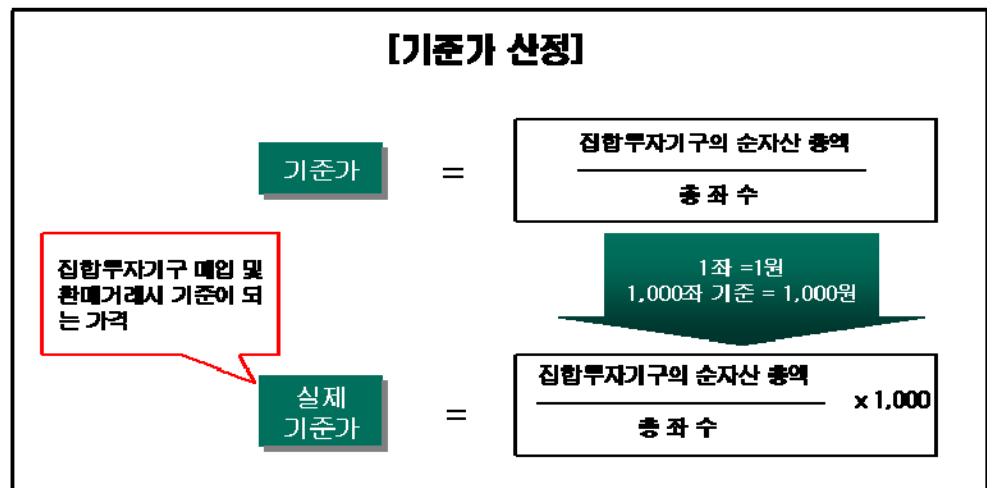 [기준가 산정]
기준가
=
집합투자기구의 순자산 총액
총 좌 수
집합투자기구 매입 및
환매거래시 기준이 되
는 가격
1좌 =1원
1,000좌 기준 = 1,000원
실제
기준가
=
집합투자기구의 순자산 총액
총 좌 수
x 1,000